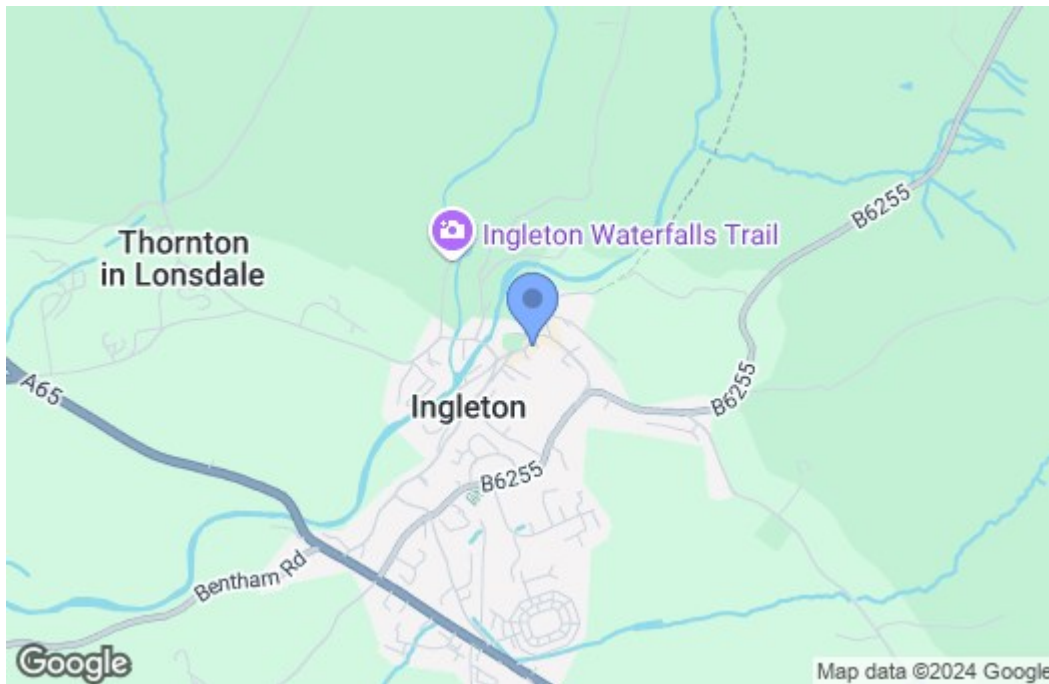 B6255
Ingleton Waterfalls Trail
Thornton
in Lonsdale
A65
B6255
Ingleton
B6255
Bentham Rd
Google
Map data ©2024 Google